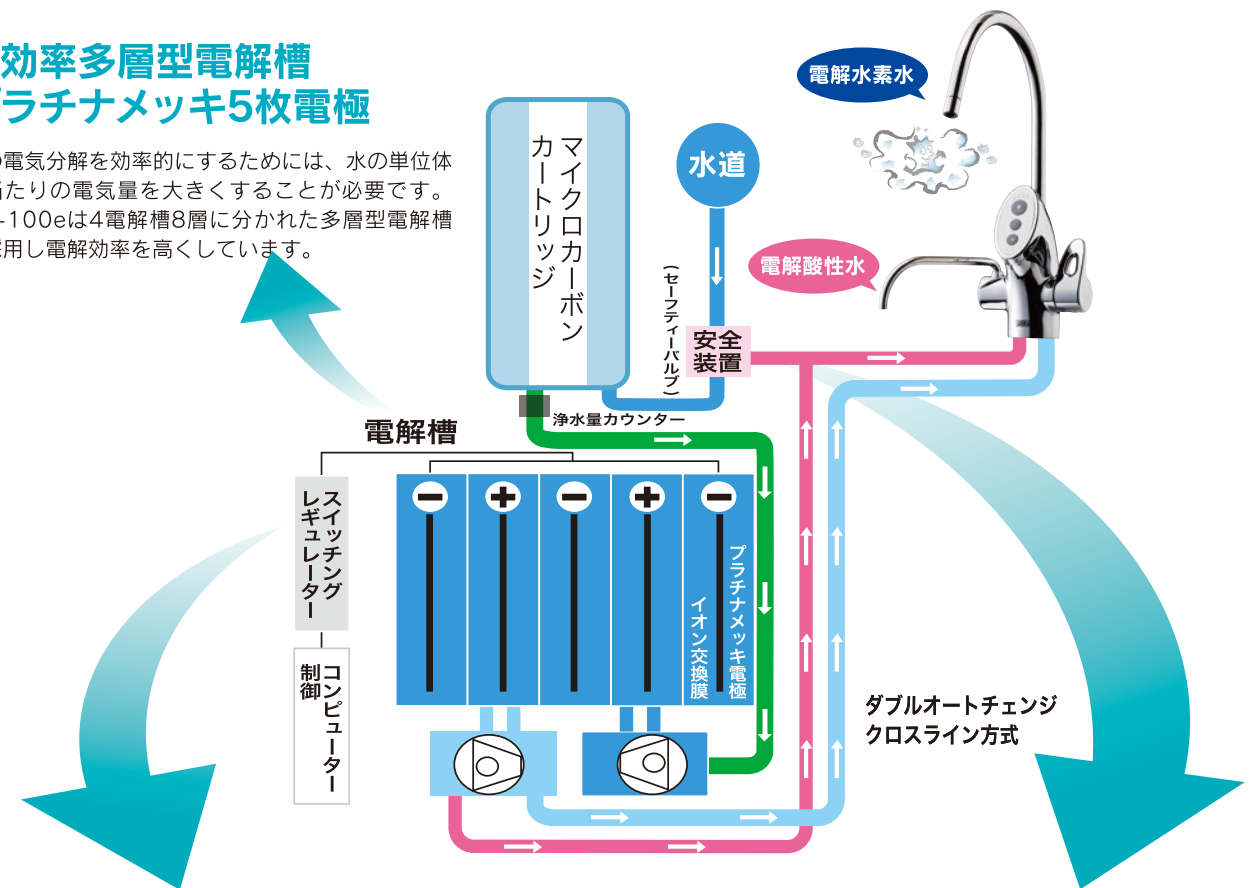 効率多層型電解槽
ラチナメッキ5枚電極
電気分解を効率的にするためには、水の単位体
当たりの電気量を大きくすることが必要です。
-100eは4電解槽8層に分かれた多層型電解槽
用し電解効率を高くしています。
マイクロカーボン
カートリッジ
水道
電解水素水
電解酸性水
(セーフティーバルブ)
安全
装置
浄水量カウンター
電解槽
スイッチング
レギュレーター
コンピューター
制御
プラチナメッキ電極
イオン交換膜
ダブルオートチェンジ
クロスライン方式